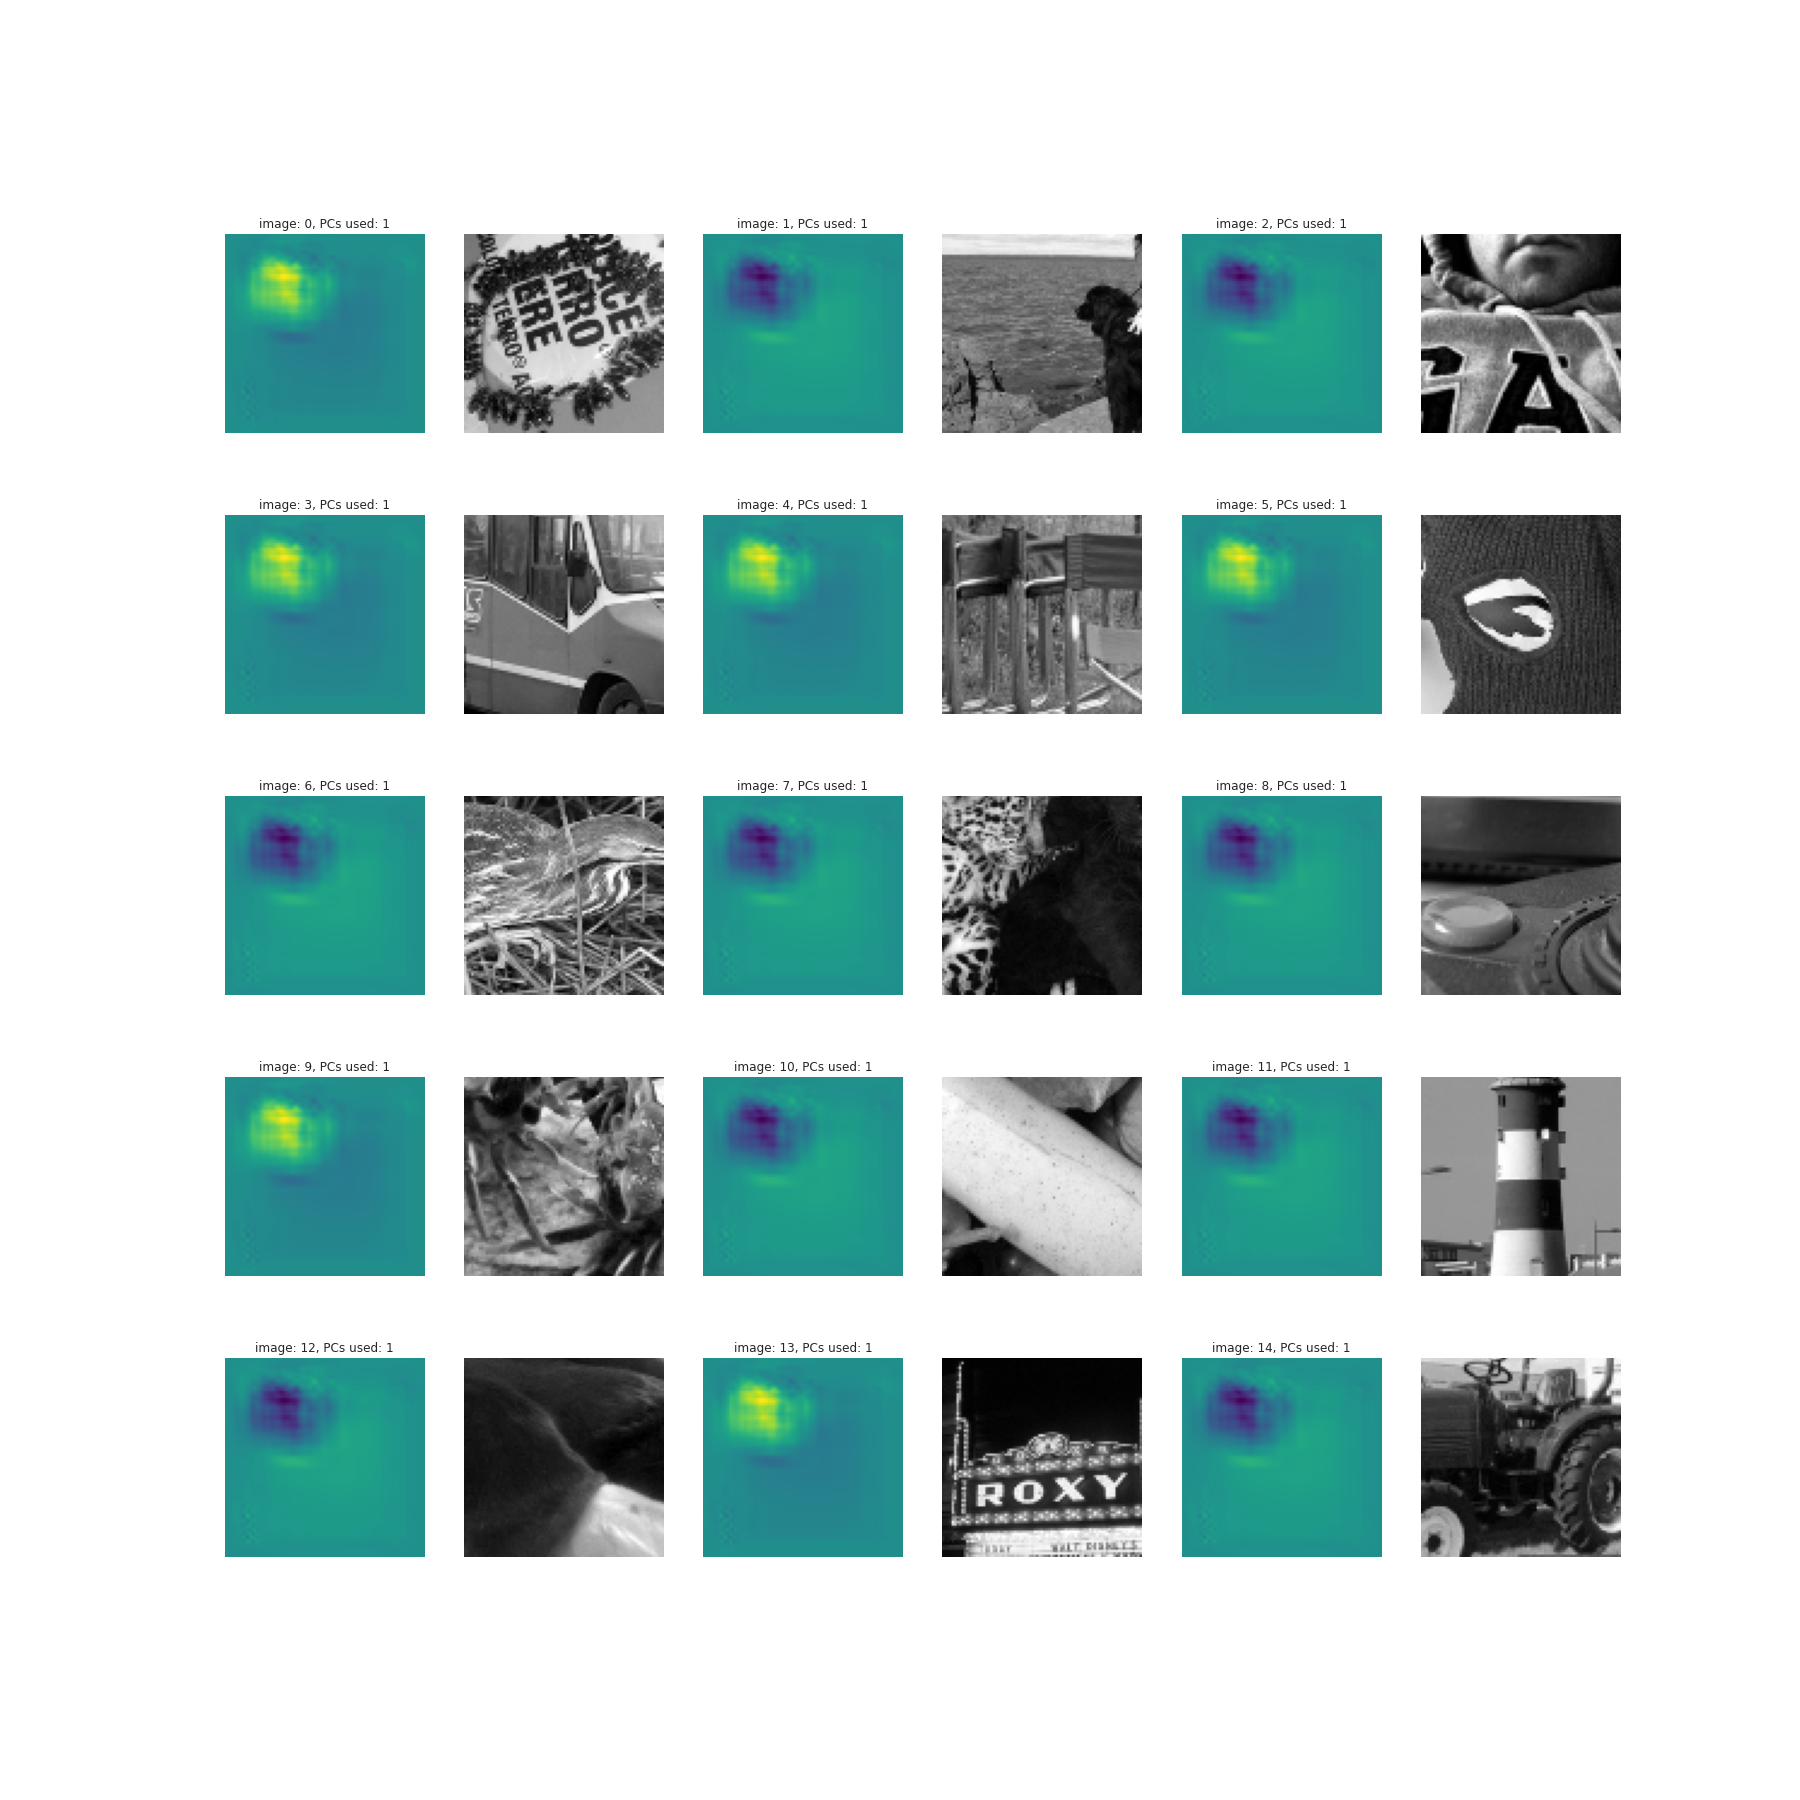 image: 0, PCs used: 1
image: 1, PCs used: 1
image: 2, PCs used: 1
ERE
TERRO
GA
image: 3, PCs used: 1
image: 4, PCs used: 1
image: 5, PCs used: 1
image: 6, PCs used: 1
image: 7, PCs used: 1
image: 8, PCs used: 1
image: 9, PCs used: 1
image: 10, PCs used: 1
image: 11, PCs used: 1
image: 12, PCs used: 1
image: 13, PCs used: 1
image: 14, PCs used: 1
ROXY
WALT DISNEY'S